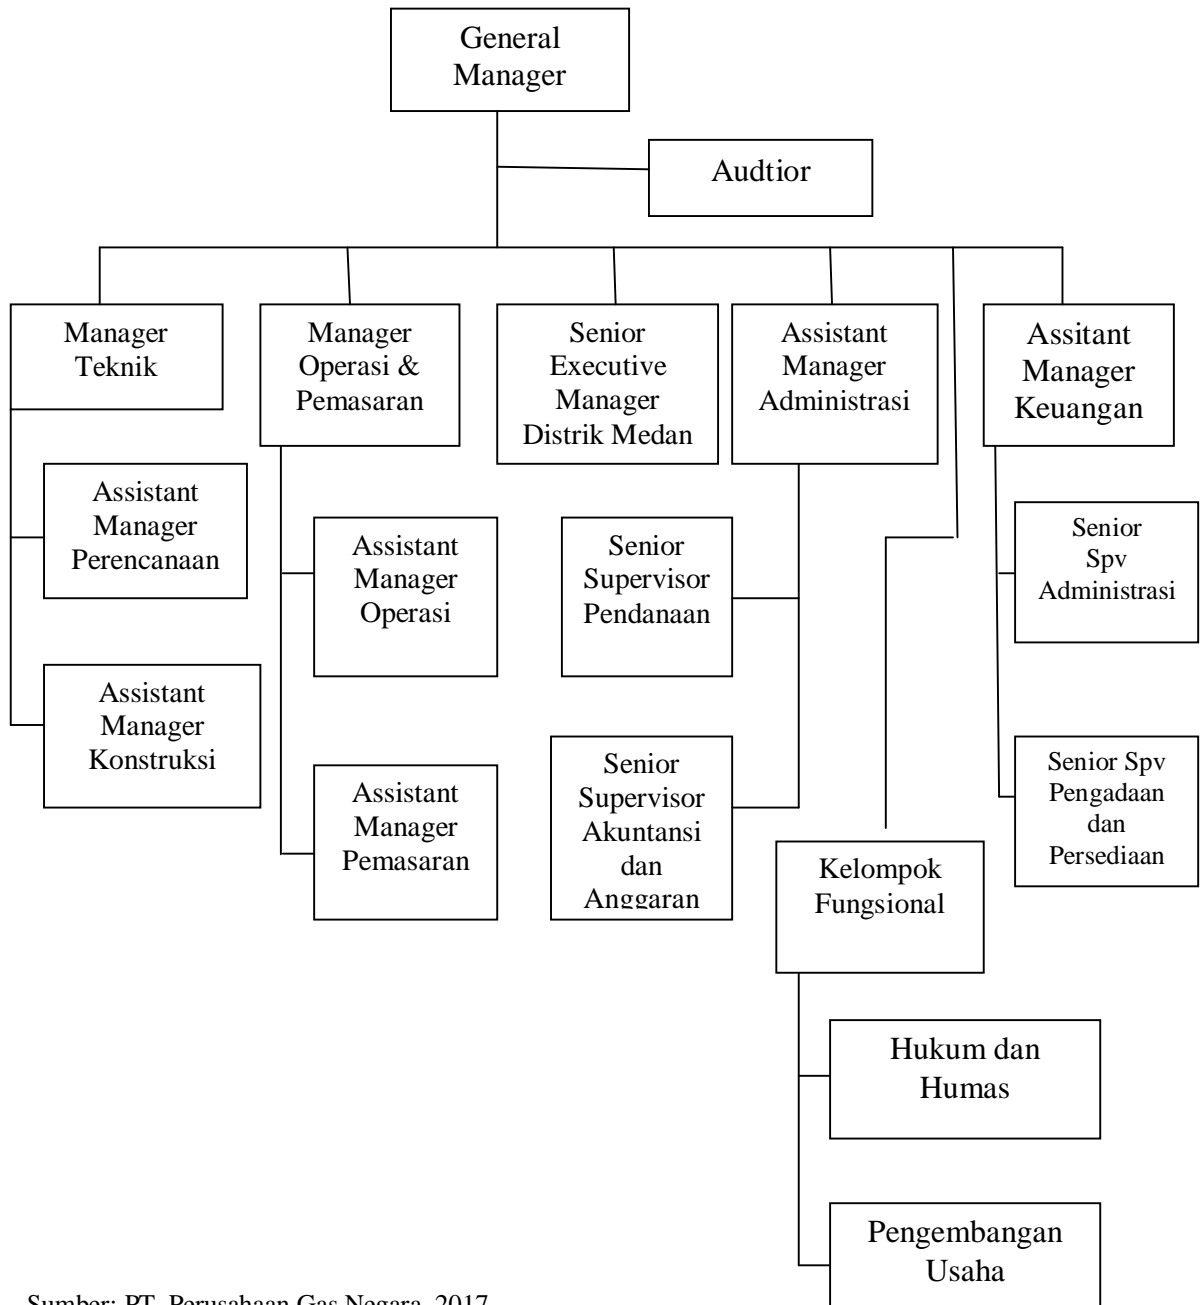 General
Manager
Audtior
Manager
Teknik
Manager
Operasi &
Pemasaran
Senior
Executive
Manager
Distrik Medan
Assistant
Manager
Administrasi
Assitant
Manager
Keuangan
Assistant
Manager
Perencanaan
Assistant
Manager
Konstruksi
Assistant
Manager
Operasi
Assistant
Manager
Pemasaran
Senior
Supervisor
Pendanaan
Senior
Supervisor
Akuntansi
dan
Anggaran
Senior
Spv
Administrasi
Senior Spv
Pengadaan
dan
Persediaan
Kelompok
Fungsional
Hukum dan
Humas
Pengembangan
Usaha
Sumber: PT. Perusahaan Gas Negara, 2017